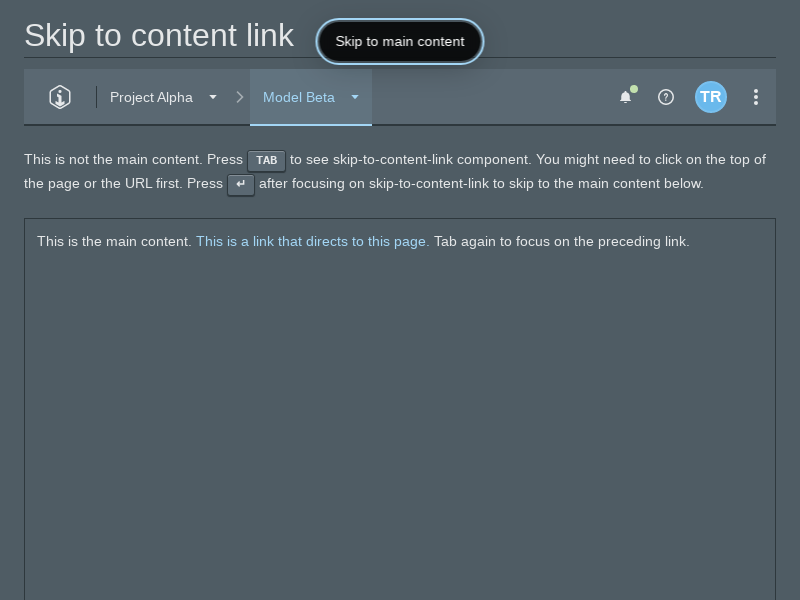 Skip to content link
Skip to main content
Project Alpha
Model Beta
TR
This is not the main content. Press TAB to see skip-to-content-link component. You might need to click on the top of
the page or the URL first. Press ↵ after focusing on skip-to-content-link to skip to the main content below.
This is the main content. This is a link that directs to this page. Tab again to focus on the preceding link.